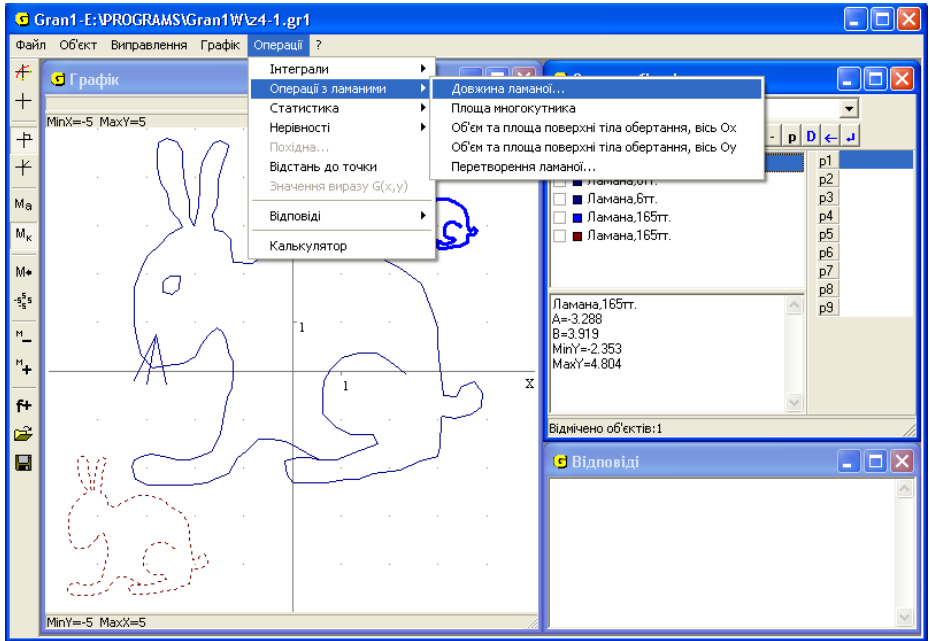 Gran1-E:\PROGRAMS\Gran1W\z4-1.gr1
Файл Об'єкт Виправлення Графік Операції ?
Графік
MinX=-5 MaxY=5
Інтеграли
Операції з ламаними
Статистика
Нерівності
Похідна...
Відстань до точки
Значення виразу G(x,y)
Відповіді
Калькулятор
Довжина ламаної...
Площа многокутника
Об'єм та площа поверхні тіла обертання, вісь Ox
Об'єм та площа поверхні тіла обертання, вісь Oy
Перетворення ламаної...
Ma
Mк
M
M
M
f+
1
1
X
MinY=-5 MaxX=5
- p D
Ламана,6тт.
Ламана,165тт.
Ламана,165тт.
p1
p2
p3
p4
p5
p6
p7
p8
p9
Ламана,165тт.
A=-3.288
B=3.919
MinY=-2.353
MaxY=4.804
Відмічено об'єктів:1
Відповіді